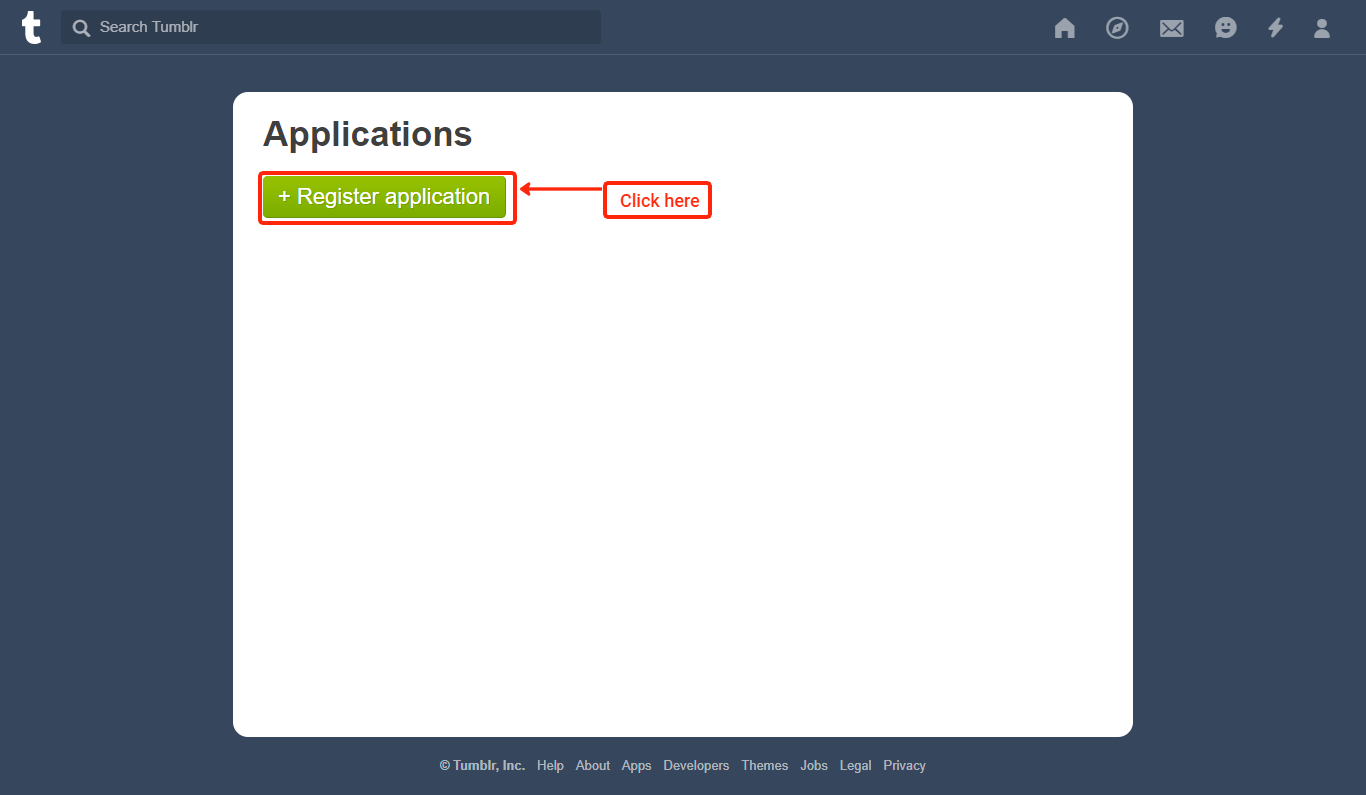 t Search Tumblr
Applications
+ Register application
Click here
© Tumblr, Inc. Help About Apps Developers Themes Jobs Legal Privacy